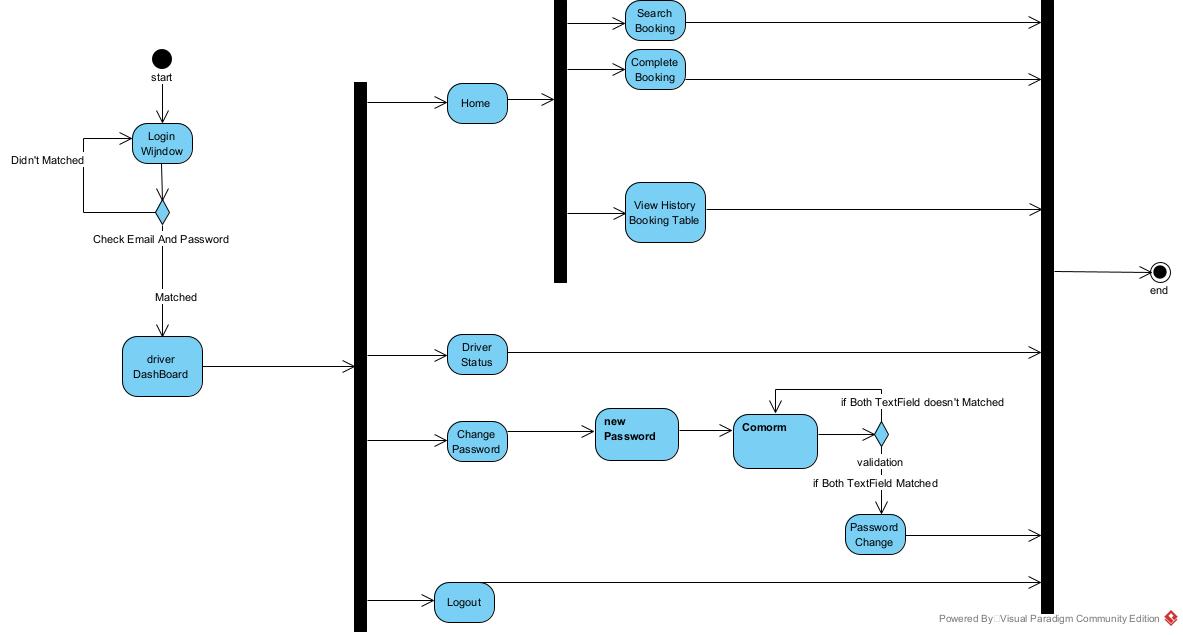 Search
Booking
start
Complete
Booking
Home
Login
Wijndow
Didn't Matched
View History
Booking Table
Check Email And Password
end
Matched
driver
DashBoard
Driver
Status
if Both TextField doesn't Matched
new
Password
Comorm
Change
Password
validation
if Both TextField Matched
Password
Change
Logout
Powered By Visual Paradigm Community Edition